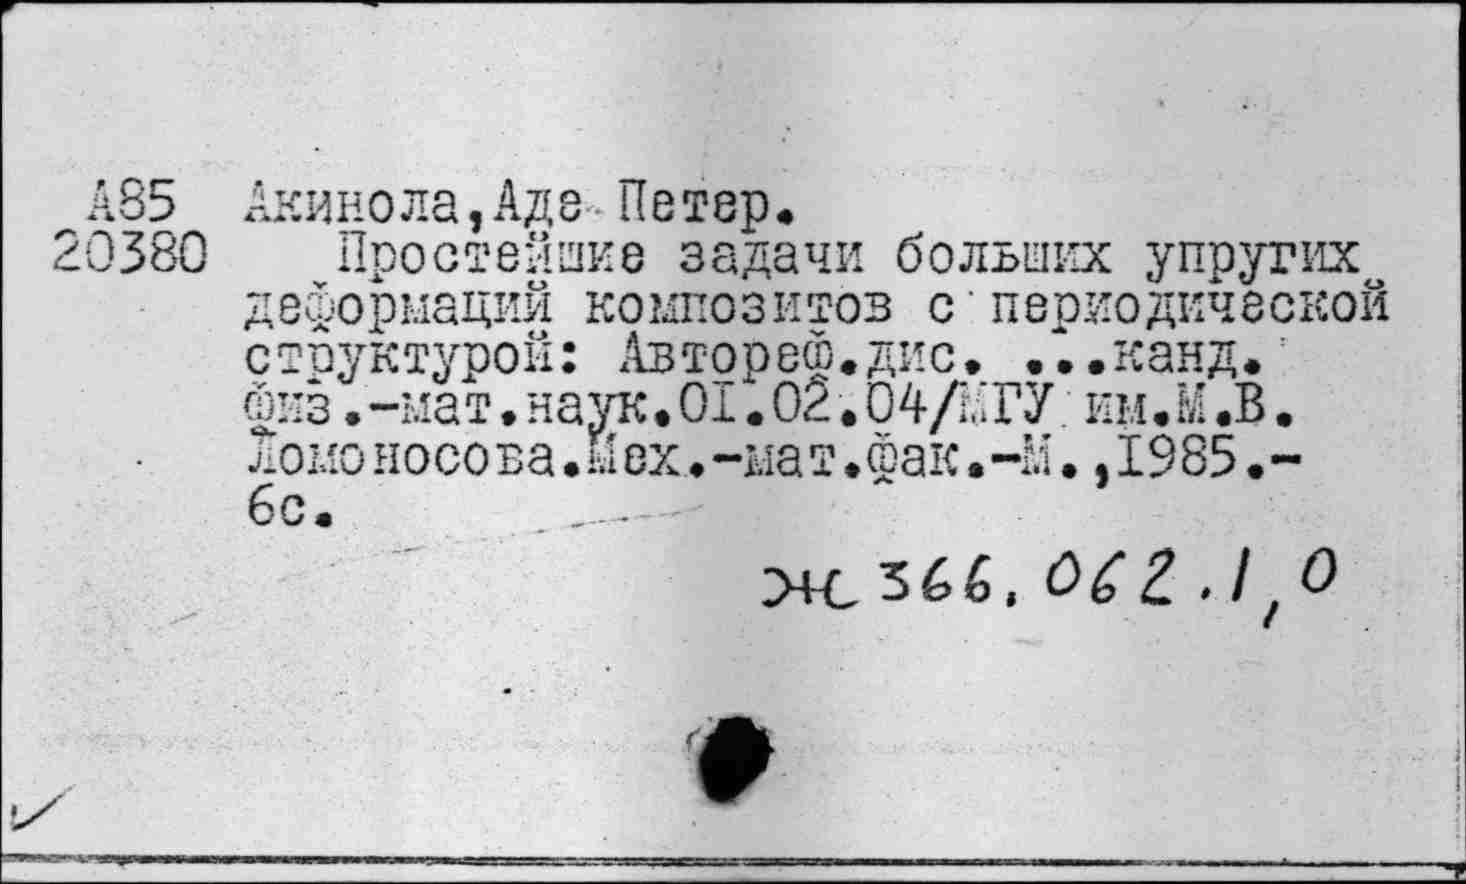 А85 Акинола,Аде Петер.
20380 Простейшие задачи больших упругих
деформаций композитов с периодической
структурой: Автореф.дис. ...канд.
физ.-мат.наук.01.02.04/МГУ им.М.В.
Ломоносова.Мех.-мат.фак.-М.,1985.-
6с.
Ж 366.062.1,0